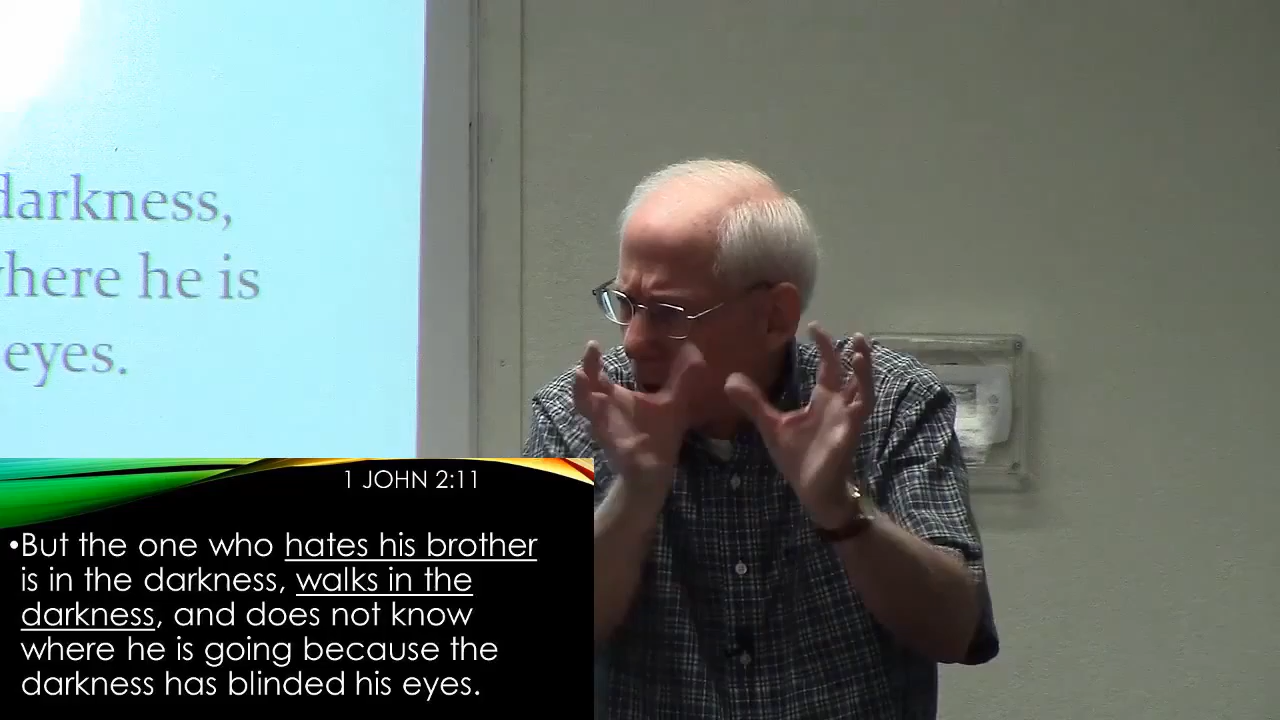 darkness,
where he is
eyes.
1 JOHN 2:11
•But the one who hates his brother
is in the darkness, walks in the
darkness, and does not know
where he is going because the
darkness has blinded his eyes.